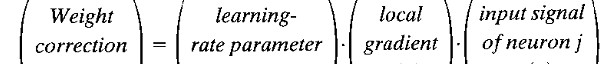 Weight learning- local input signal
correction = rate parameter · gradient · of neuron j